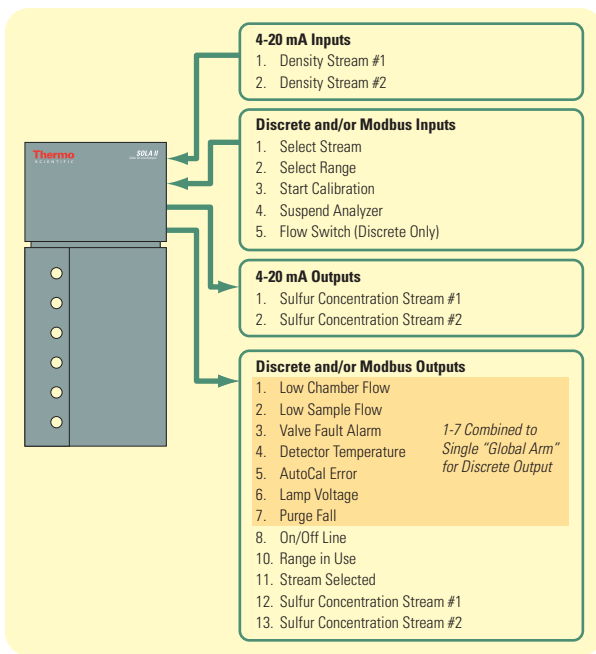 4-20 mA Inputs
1. Density Stream #1
2. Density Stream #2
Discrete and/or Modbus Inputs
1. Select Stream
2. Select Range
3. Start Calibration
4. Suspend Analyzer
5. Flow Switch (Discrete Only)
Thermo
SCIENTIFIC
SOLA II
4-20 mA Outputs
1. Sulfur Concentration Stream #1
2. Sulfur Concentration Stream #2
Discrete and/or Modbus Outputs
1. Low Chamber Flow
2. Low Sample Flow
3. Valve Fault Alarm
4. Detector Temperature
5. AutoCal Error
6. Lamp Voltage
7. Purge Fall
1-7 Combined to
Single “Global Arm”
for Discrete Output
8. On/Off Line
10. Range in Use
11. Stream Selected
12. Sulfur Concentration Stream #1
13. Sulfur Concentration Stream #2